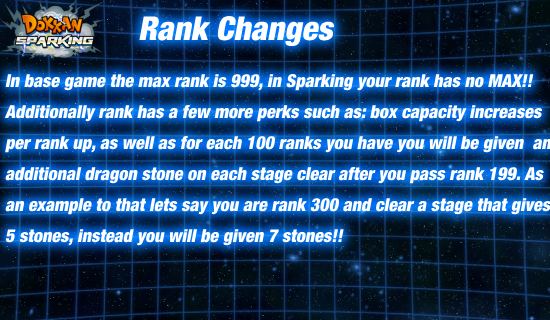 DOKKAN
SPARKING
Rank Changes
In base game the max rank is 999, in Sparking your rank has no MAX!!
Additionally rank has a few more perks such as: box capacity increases
per rank up, as well as for each 100 ranks you have you will be given an
additional dragon stone on each stage clear after you pass rank 199. As
an example to that lets say you are rank 300 and clear a stage that gives
5 stones, instead you will be given 7 stones!!